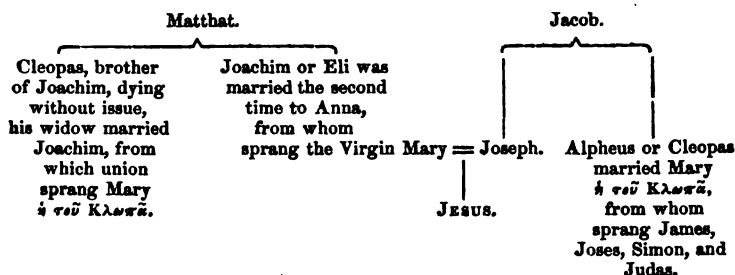 Matthat.
Jacob.
Cleopas, brother
of Joachim, dying
without issue,
his widow married
Joachim, from
which union
sprang Mary
ἡ τοῦ Κλωπᾶ.
Joachim or Eli was
married the second
time to Anna,
from whom
sprang the Virgin Mary = Joseph.
JESUS.
Alpheus or Cleopas
married Mary
ἡ τοῦ Κλωπᾶ,
from whom
sprang James,
Joses, Simon, and
Judas.